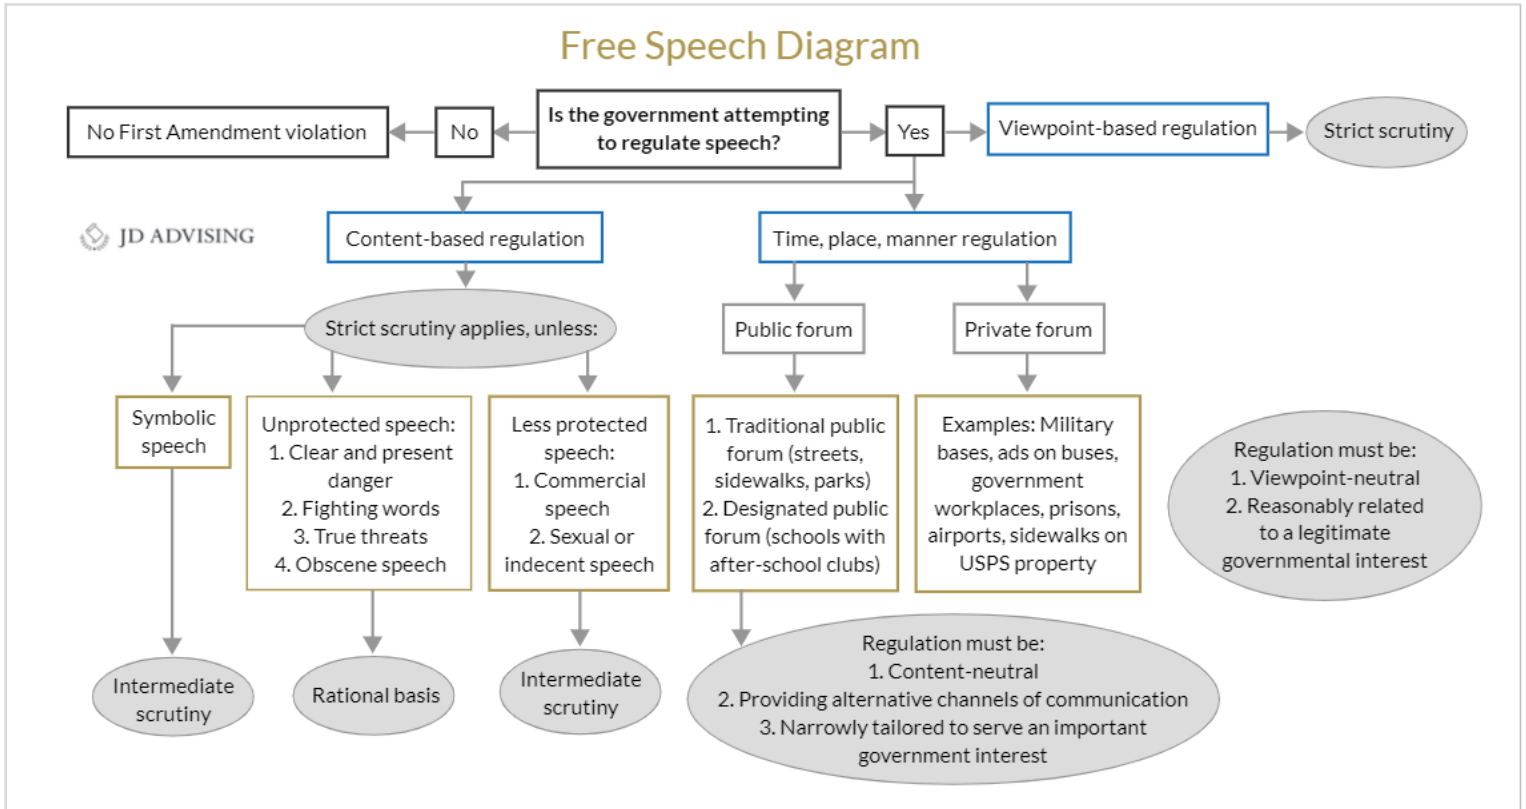 Free Speech Diagram
No First Amendment violation
No
Is the government attempting
to regulate speech?
Yes
Viewpoint-based regulation
Strict scrutiny
JD ADVISING
Content-based regulation
Time, place, manner regulation
Strict scrutiny applies, unless:
Public forum
Private forum
Symbolic
speech
Unprotected speech:
1. Clear and present
danger
2. Fighting words
3. True threats
4. Obscene speech
Less protected
speech:
1. Commercial
speech
2. Sexual or
indecent speech
1. Traditional public
forum (streets,
sidewalks, parks)
2. Designated public
forum (schools with
after-school clubs)
Examples: Military
bases, ads on buses,
government
workplaces, prisons,
airports, sidewalks on
USPS property
Regulation must be:
1. Viewpoint-neutral
2. Reasonably related
to a legitimate
governmental interest
Intermediate
scrutiny
Rational basis
Intermediate
scrutiny
Regulation must be:
1. Content-neutral
2. Providing alternative channels of communication
3. Narrowly tailored to serve an important
government interest